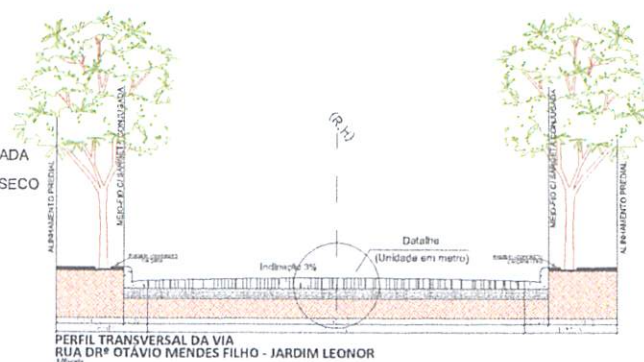 ADA
SECO
ALINHAMENTO PREDIAL
MEIO-FIO C/ SARJETA CONJUGADA
(R.H)
MEIO-FIO C/ SARJETA CONJUGADA
ALINHAMENTO PREDIAL
Datalhe
(Unidade em metro)
Inclinação 3%
PERFIL TRANSVERSAL DA VIA
RUA DRº OTÁVIO MENDES FILHO - JARDIM LEONOR